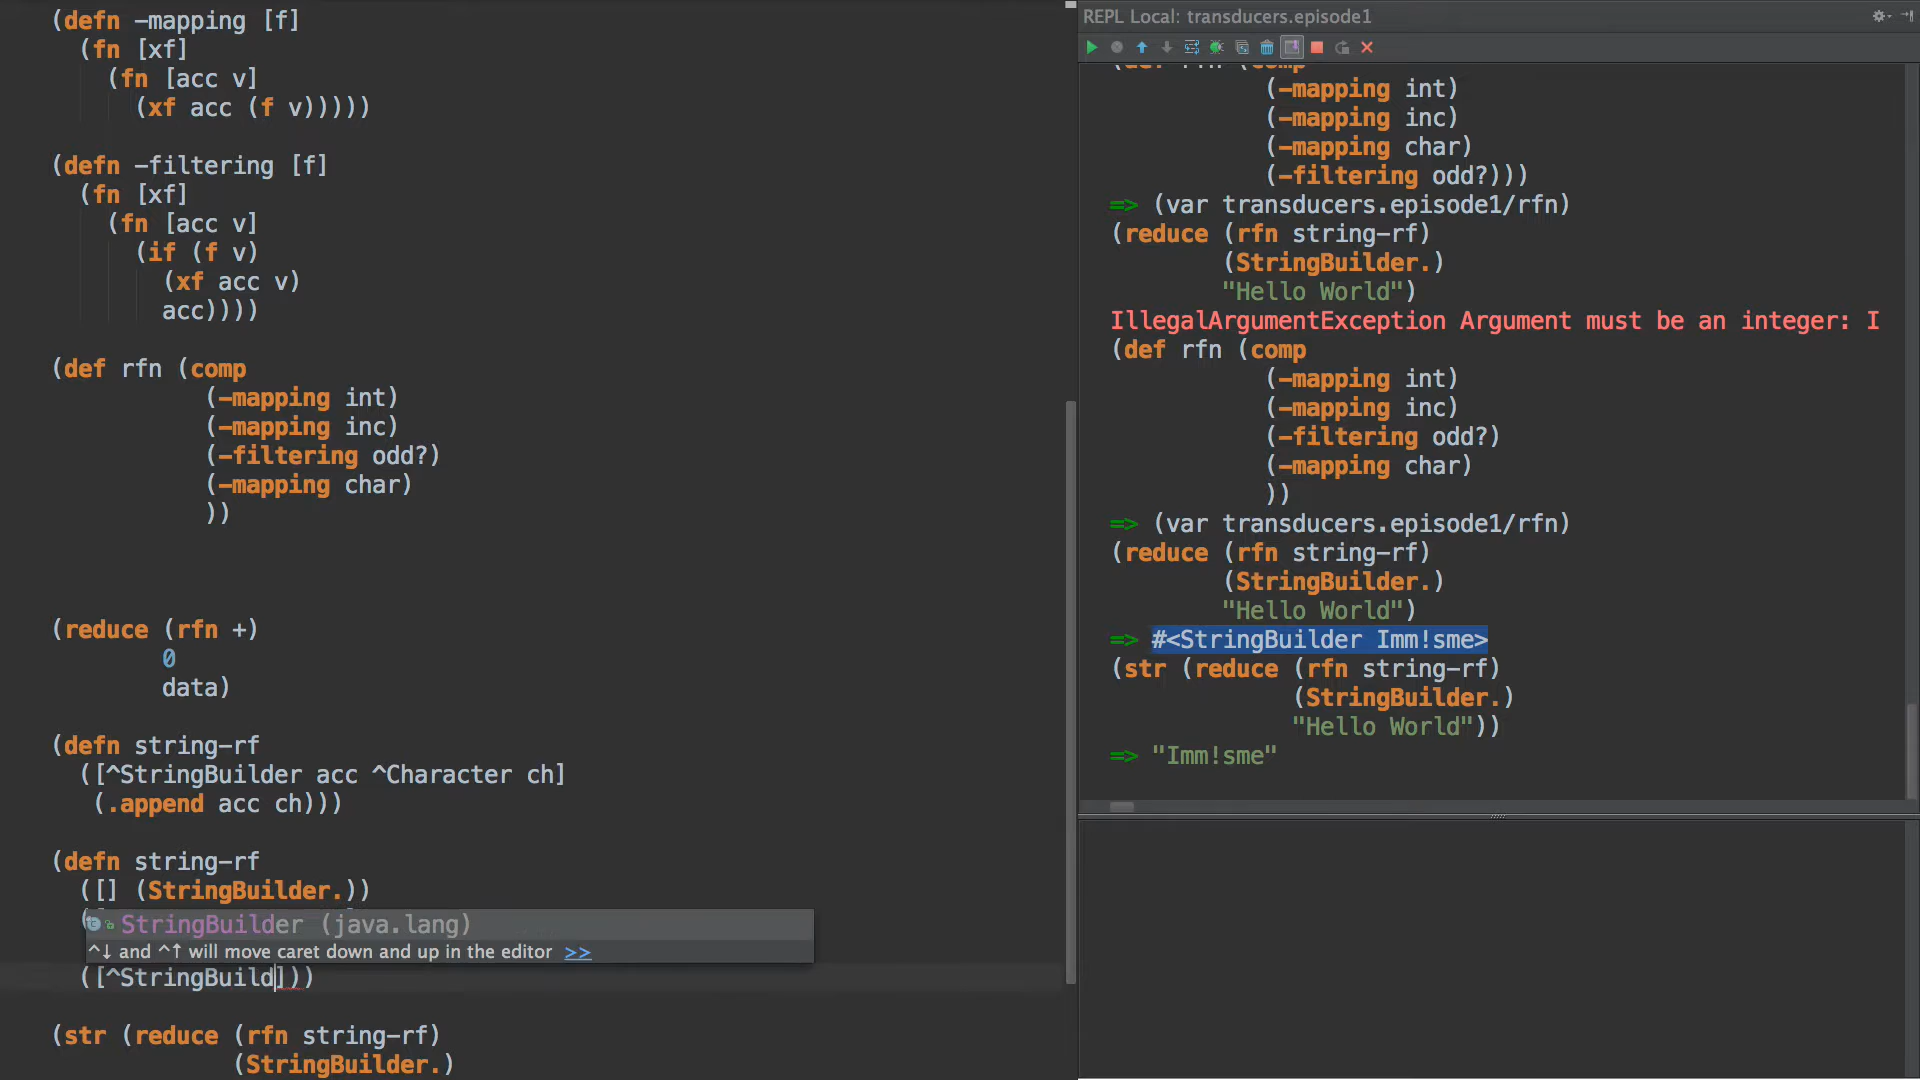 (defn -mapping [f]
(fn [xf]
(fn [acc v]
(xf acc (f v)))))
(defn -filtering [f]
(fn [xf]
(fn [acc v]
(if (f v)
(xf acc v)
acc))))
(def rfn (comp
(-mapping int)
(-mapping inc)
(-filtering odd?)
(-mapping char)
))
(reduce (rfn +)
0
data)
(defn string-rf
([^StringBuilder acc ^Character ch]
(.append acc ch)))
(defn string-rf
([] (StringBuilder.))
StringBuilder (java.lang)
^↓ and ^↑ will move caret down and up in the editor >>
([^StringBuild]))
(str (reduce (rfn string-rf)
(StringBuilder.)
REPL Local: transducers.episode1
(def rfn (comp
(-mapping int)
(-mapping inc)
(-mapping char)
(-filtering odd?)))
=> (var transducers.episode1/rfn)
(reduce (rfn string-rf)
(StringBuilder.)
"Hello World")
IllegalArgumentException Argument must be an integer: I
(def rfn (comp
(-mapping int)
(-mapping inc)
(-filtering odd?)
(-mapping char)
))
=> (var transducers.episode1/rfn)
(reduce (rfn string-rf)
(StringBuilder.)
"Hello World")
=> #<StringBuilder Imm!sme>
(str (reduce (rfn string-rf)
(StringBuilder.)
"Hello World"))
=> "Imm!sme"